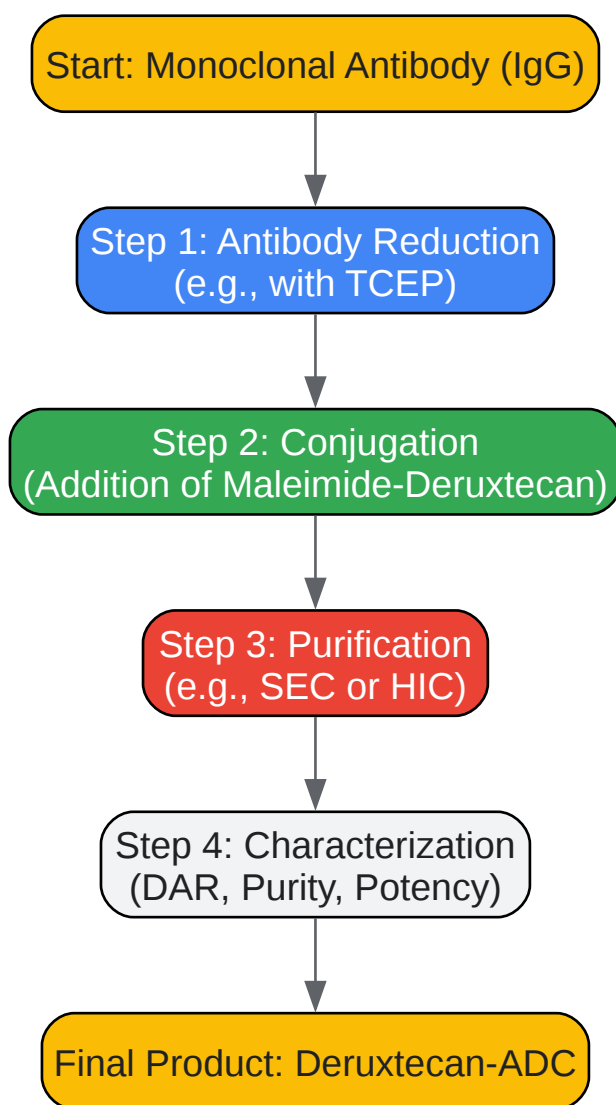 Start: Monoclonal Antibody (IgG)
Step 1: Antibody Reduction
(e.g., with TCEP)
Step 2: Conjugation
(Addition of Maleimide-Deruxtecan)
Step 3: Purification
(e.g., SEC or HIC)
Step 4: Characterization
(DAR, Purity, Potency)
Final Product: Deruxtecan-ADC